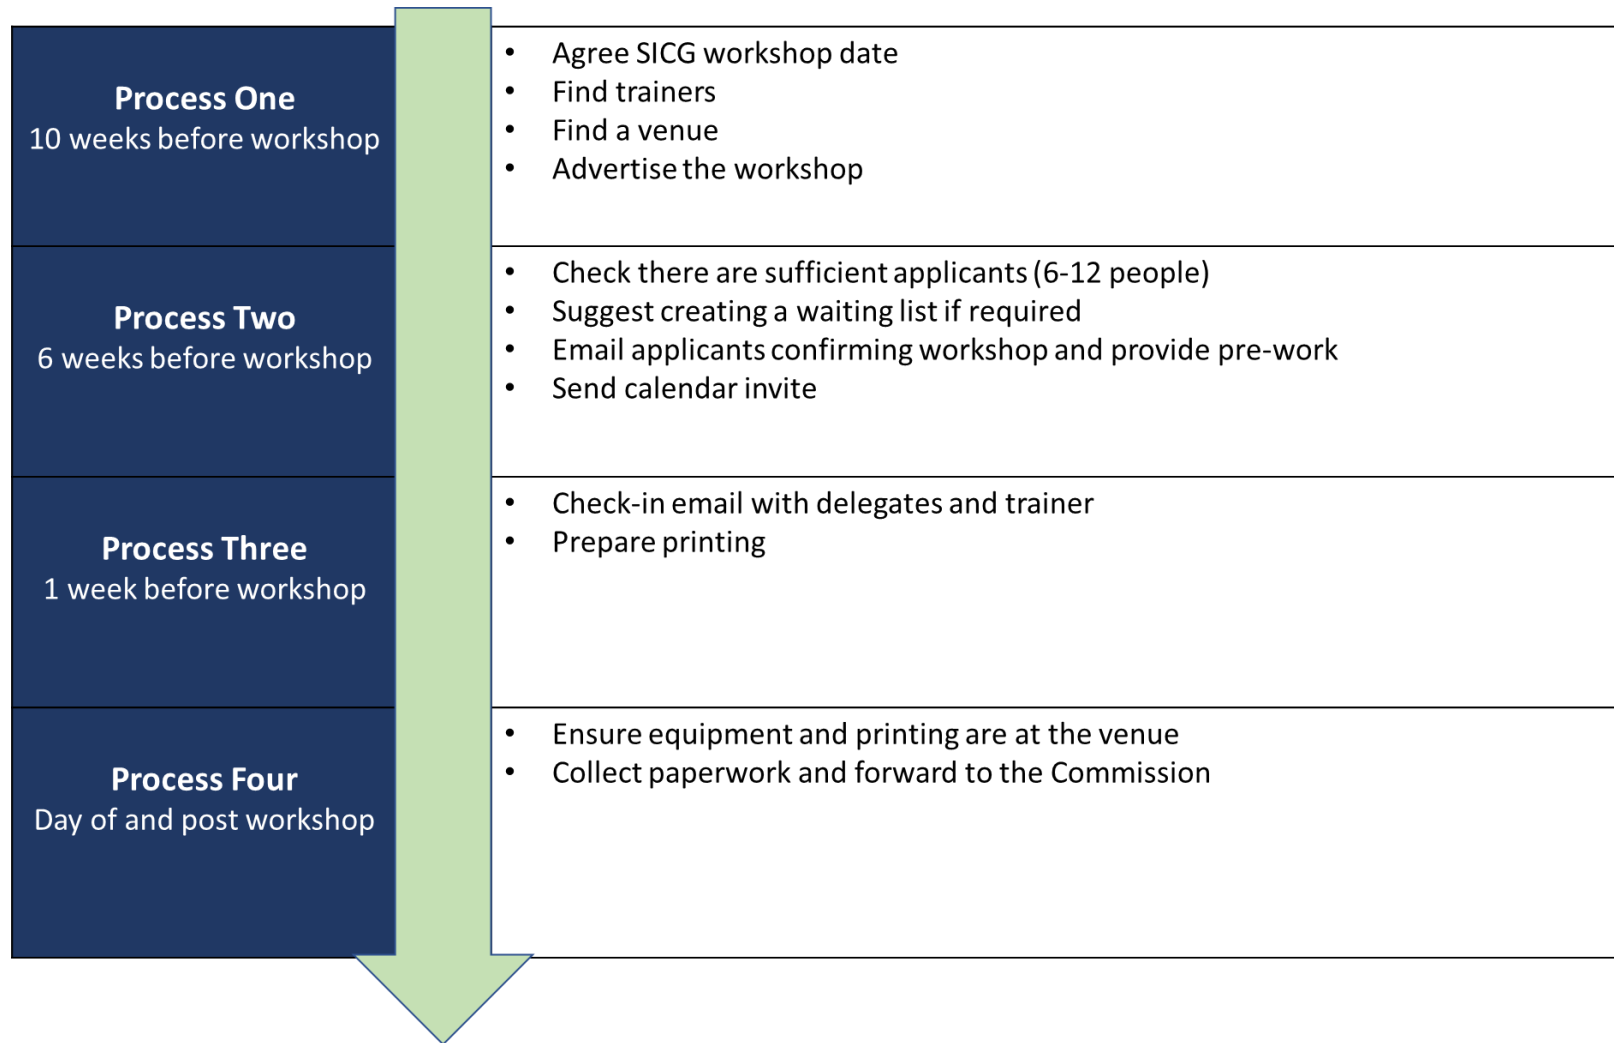 Process One
10 weeks before workshop
• Agree SICG workshop date
• Find trainers
• Find a venue
• Advertise the workshop
Process Two
6 weeks before workshop
• Check there are sufficient applicants (6-12 people)
• Suggest creating a waiting list if required
• Email applicants confirming workshop and provide pre-work
• Send calendar invite
Process Three
1 week before workshop
• Check-in email with delegates and trainer
• Prepare printing
Process Four
Day of and post workshop
• Ensure equipment and printing are at the venue
• Collect paperwork and forward to the Commission